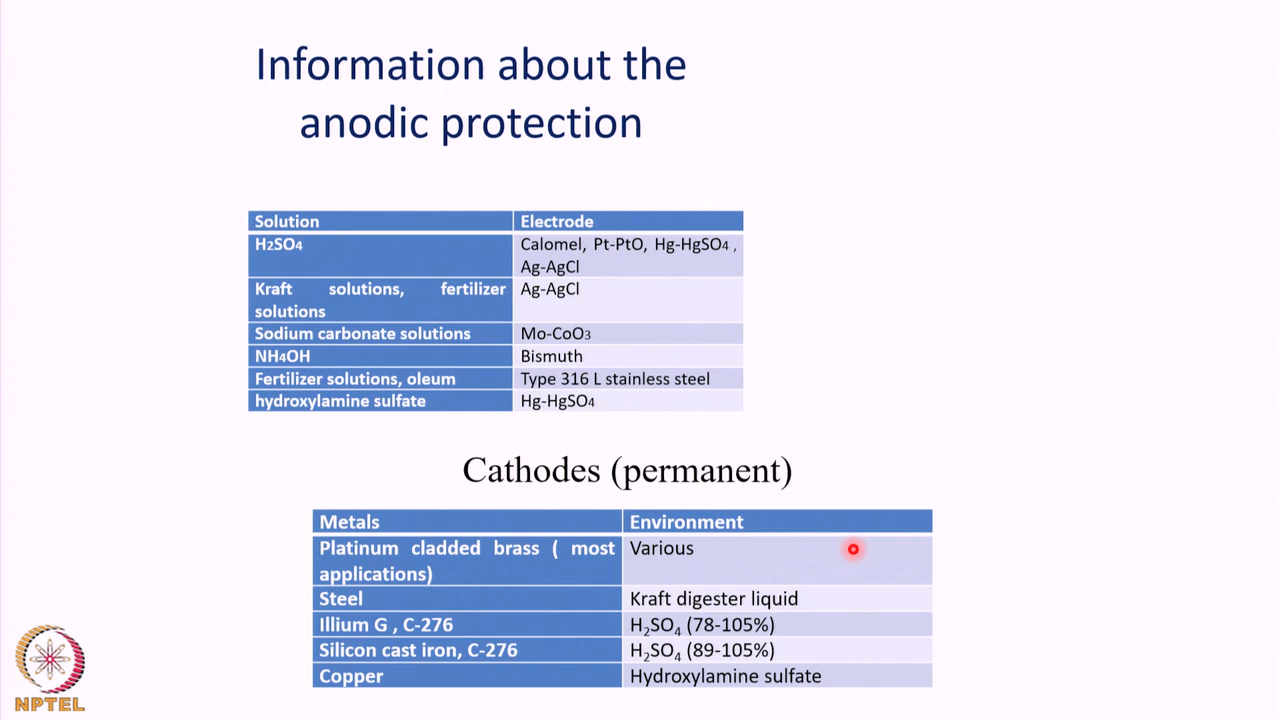 Information about the
anodic protection
Solution Electrode
H₂SO₄ Calomel, Pt-PtO, Hg-HgSO₄ ,
Ag-AgCl
Kraft solutions, fertilizer Ag-AgCl
solutions
Sodium carbonate solutions Mo-CoO₃
NH₄OH Bismuth
Fertilizer solutions, oleum Type 316 L stainless steel
hydroxylamine sulfate Hg-HgSO₄
Cathodes (permanent)
Metals Environment
Platinum cladded brass ( most Various
applications)
Steel Kraft digester liquid
Illium G , C-276 H₂SO₄ (78-105%)
Silicon cast iron, C-276 H₂SO₄ (89-105%)
Copper Hydroxylamine sulfate
NPTEL